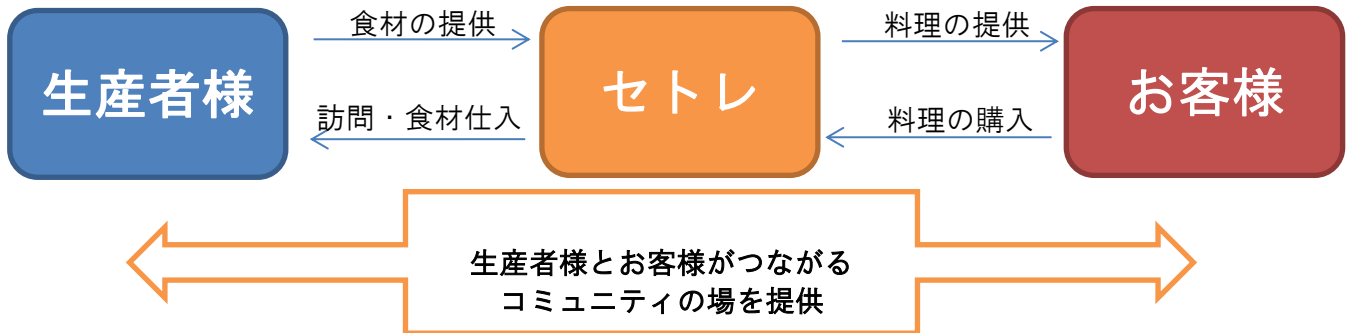 食材の提供
料理の提供
生産者様
セトレ
お客様
訪問・食材仕入
料理の購入
生産者様とお客様がつながる
コミュニティの場を提供